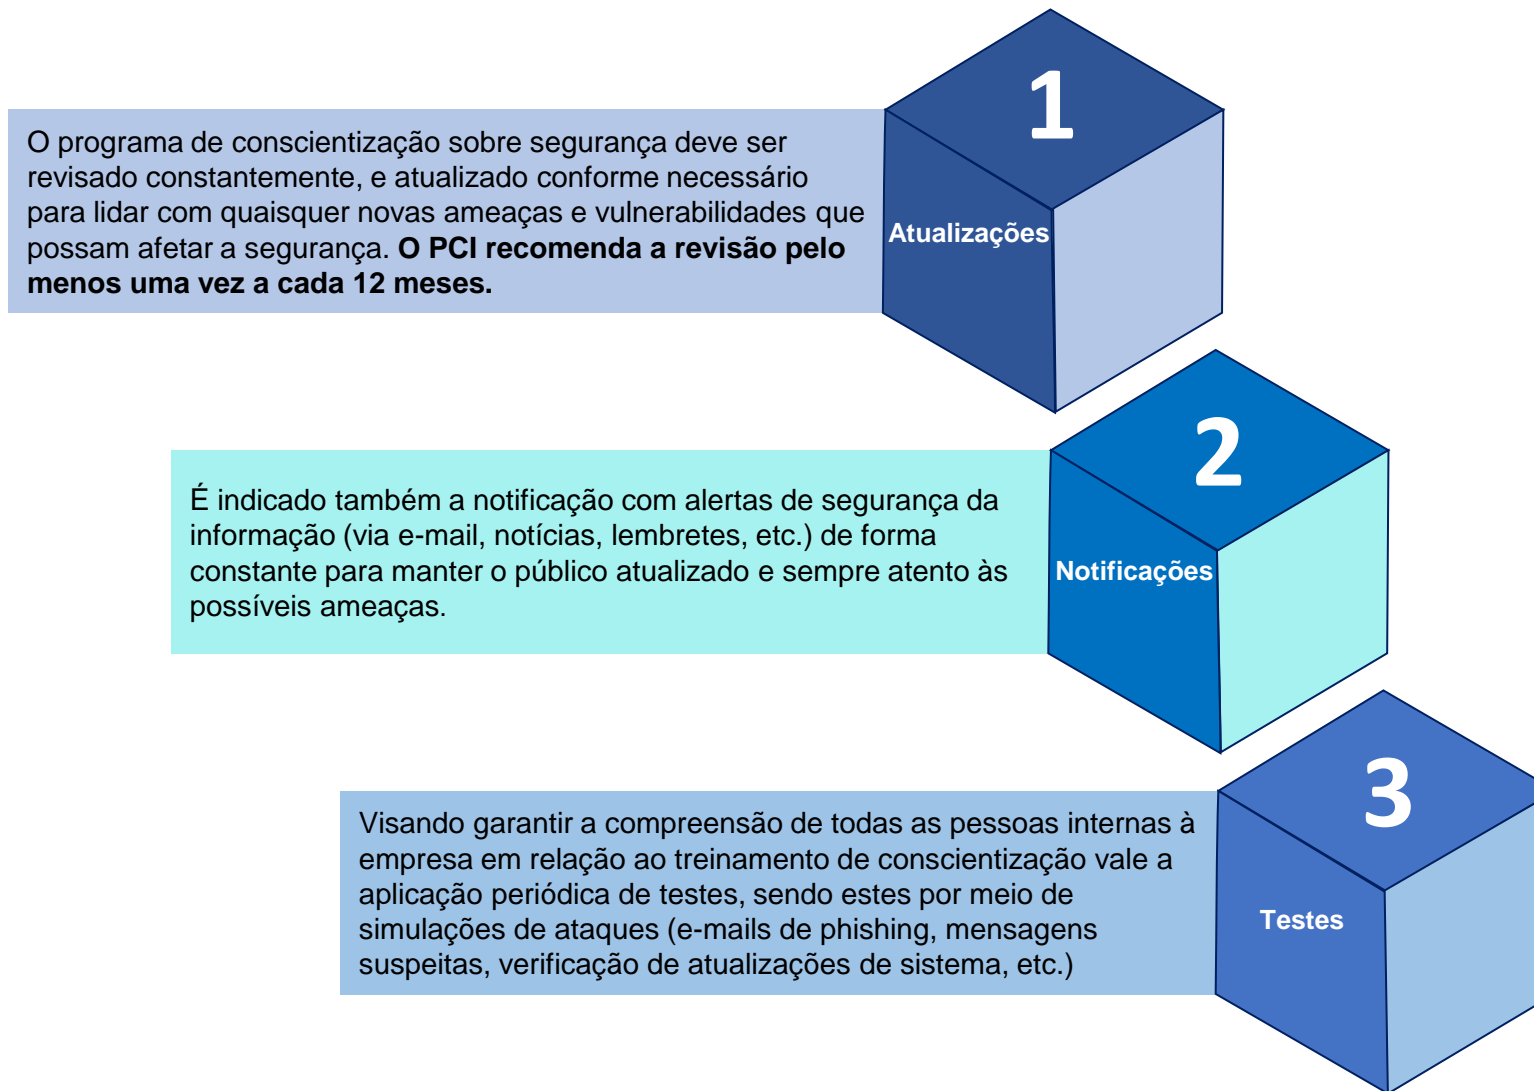 1
O programa de conscientização sobre segurança deve ser
revisado constantemente, e atualizado conforme necessário
para lidar com quaisquer novas ameaças e vulnerabilidades que
possam afetar a segurança. O PCI recomenda a revisão pelo
menos uma vez a cada 12 meses.
Atualizações
2
É indicado também a notificação com alertas de segurança da
informação (via e-mail, notícias, lembretes, etc.) de forma
constante para manter o público atualizado e sempre atento às
possíveis ameaças.
Notificações
3
Visando garantir a compreensão de todas as pessoas internas à
empresa em relação ao treinamento de conscientização vale a
aplicação periódica de testes, sendo estes por meio de
simulações de ataques (e-mails de phishing, mensagens
suspeitas, verificação de atualizações de sistema, etc.)
Testes